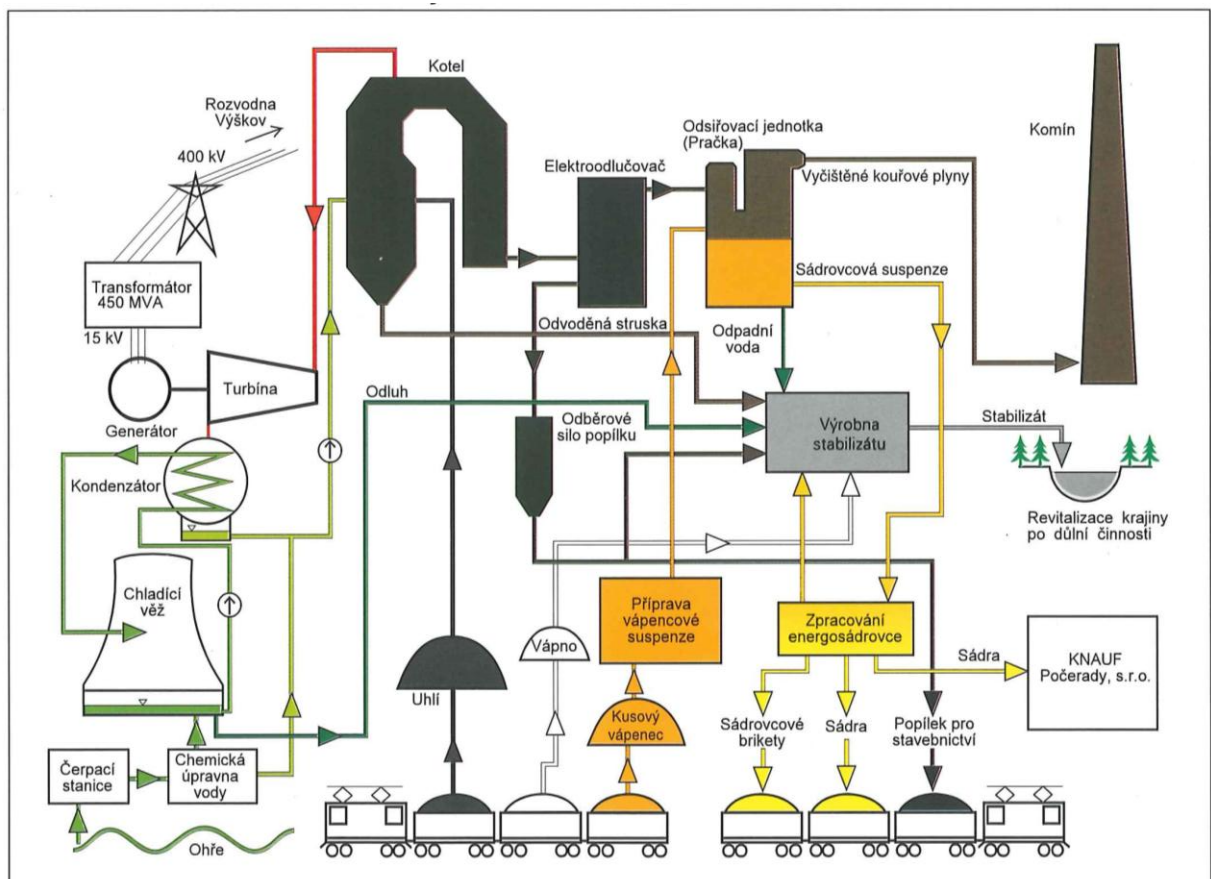 Kotel
Rozvodna
Výškov
400 kV
Odsiřovací jednotka
(Pračka)
Komín
Elektroodlučovač
Vyčištěné kouřové plyny
Transformátor
450 MVA
15 kV
Sádrovcová suspenze
Odvoděná struska
Odpadní
voda
Turbína
Generátor
Odluh
Odběrové
silo popílku
Výrobna
stabilizátu
Stabilizát
Kondenzátor
Revitalizace krajiny
po důlní činnosti
Chladící
věž
Příprava
vápencové
suspenze
Zpracování
energosádrovce
Vápno
Sádra
KNAUF
Počerady, s.r.o.
Uhlí
Kusový
vápenec
Sádrovcové
brikety
Sádra
Popílek pro
stavebnictví
Čerpací
stanice
Chemická
úpravna
vody
Ohře